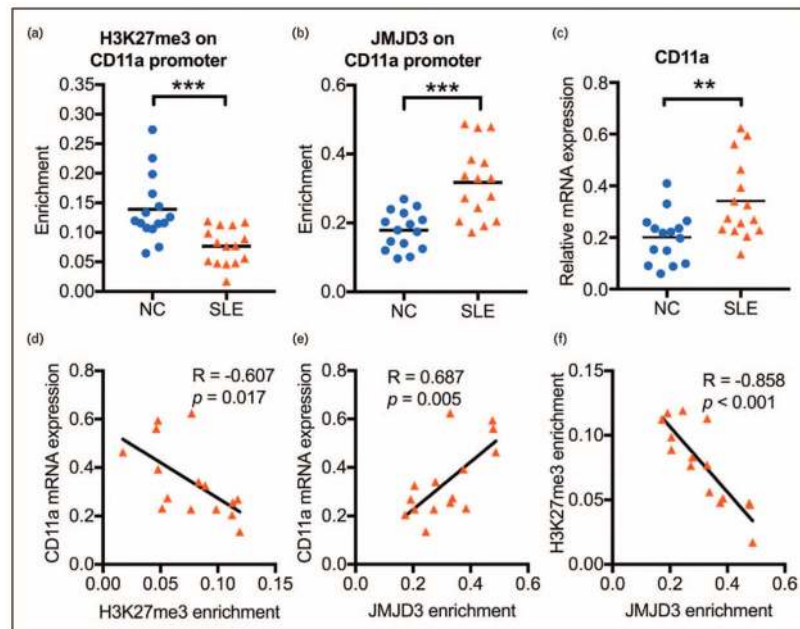 (a)
H3K27me3 on
CD11a promoter
***
Enrichment
0.35
0.30
0.25
0.20
0.15
0.10
0.05
0.00
NC
SLE
(b)
JMJD3 on
CD11a promoter
***
Enrichment
0.6
0.4
0.2
0.0
NC
SLE
(c)
CD11a
**
Relative mRNA expression
0.8
0.6
0.4
0.2
0.0
NC
SLE
(d)
R = -0.607
p = 0.017
CD11a mRNA expression
0.8
0.6
0.4
0.2
0.0
0.00
0.05
0.10
0.15
H3K27me3 enrichment
(e)
R = 0.687
p = 0.005
CD11a mRNA expression
0.8
0.6
0.4
0.2
0.0
0.0
0.2
0.4
0.6
JMJD3 enrichment
(f)
R = -0.858
p < 0.001
H3K27me3 enrichment
0.15
0.10
0.05
0.00
0.0
0.2
0.4
0.6
JMJD3 enrichment